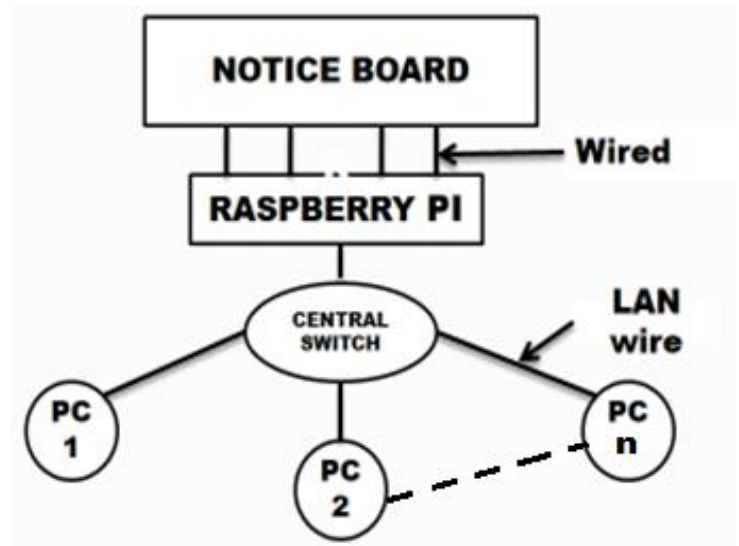 NOTICE BOARD
Wired
RASPBERRY PI
CENTRAL
SWITCH
LAN
wire
PC
1
PC
2
PC
n